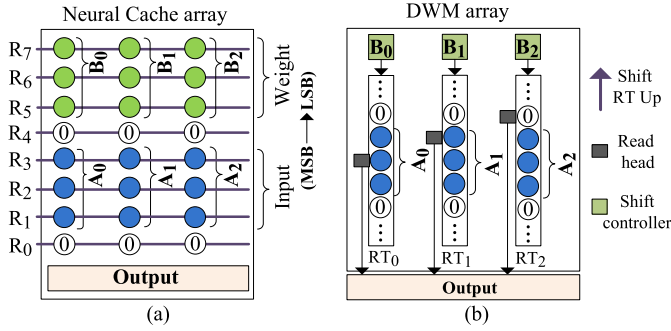 Neural Cache array
R7
R6
R5
R4 0 0 0
R3
R2
R1
R0 0 0 0
B0 B1 B2
A0 A1 A2
Weight
Input
(MSB → LSB)
Output
(a)
DWM array
B0 B1 B2
0 0 0
A0 A1 A2
0 0 0
RT0 RT1 RT2
Output
(b)
Shift
RT Up
Read
head
Shift
controller